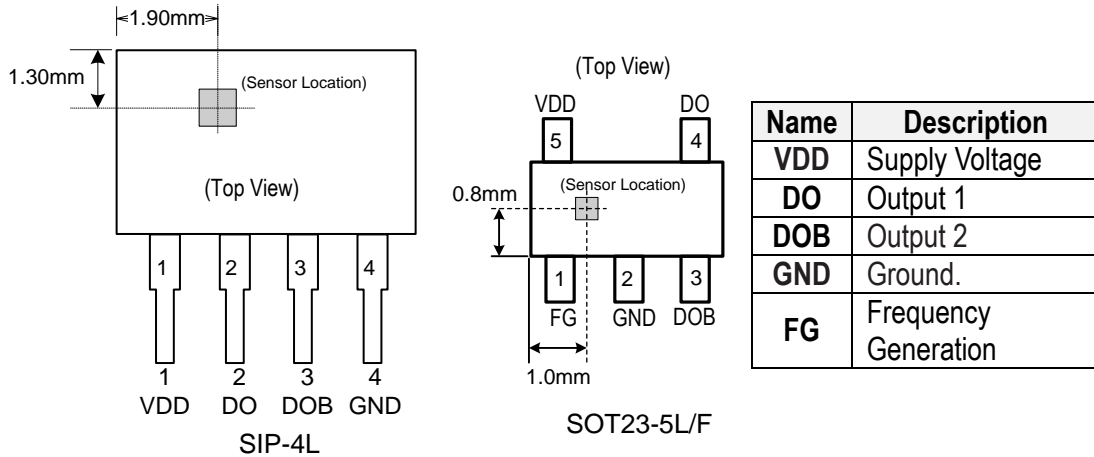 1.90mm
1.30mm
(Sensor Location)
(Top View)
1 2 3 4
1 2 3 4
VDD DO DOB GND
SIP-4L
(Top View)
VDD DO
5 4
(Sensor Location)
0.8mm
1 2 3
FG GND DOB
1.0mm
SOT23-5L/F
Name Description
VDD Supply Voltage
DO Output 1
DOB Output 2
GND Ground.
FG Frequency
Generation